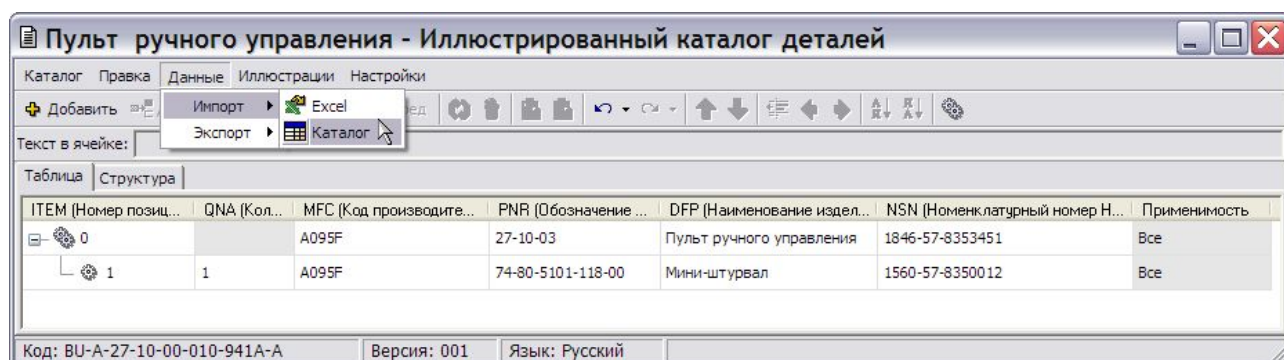 Пульт ручного управления - Иллюстрированный каталог деталей
Каталог Правка Данные Иллюстрации Настройки
Добавить Импорт Excel
Экспорт Каталог
Текст в ячейке:
Таблица Структура
ITEM (Номер позиц... QNA (Кол... MFC (Код производите... PNR (Обозначение ... DFP (Наименование издел... NSN (Номенклатурный номер Н... Применимость
0 A095F 27-10-03 Пульт ручного управления 1846-57-8353451 Все
1 1 A095F 74-80-5101-118-00 Мини-штурвал 1560-57-8350012 Все
Код: BU-A-27-10-00-010-941A-A Версия: 001 Язык: Русский